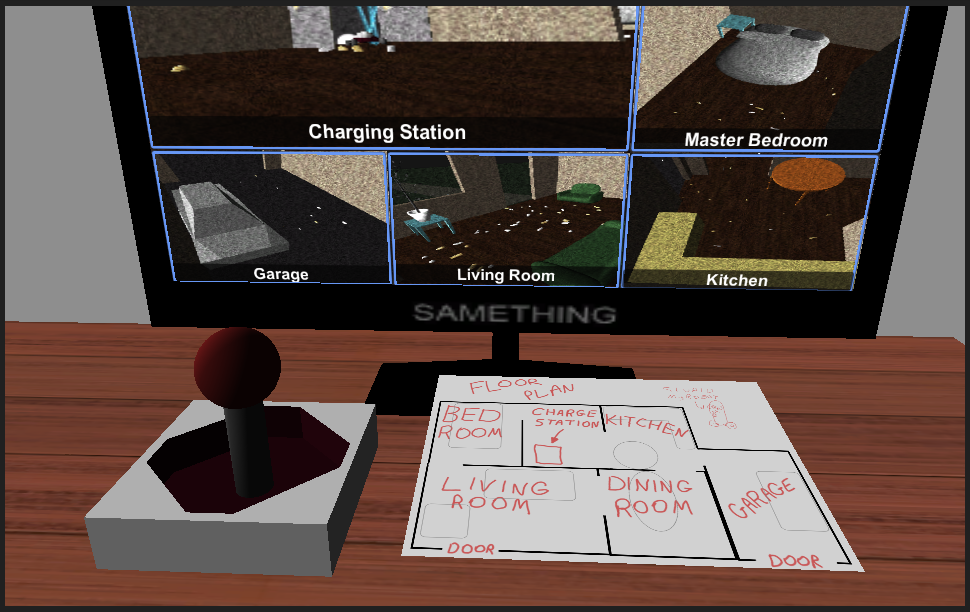 Charging Station
Master Bedroom
Garage
Living Room
Kitchen
SAMETHING
FLOOR
PLAN
BED
ROOM
CHARGE
STATION
KITCHEN
LIVING
ROOM
DINING
ROOM
GARAGE
DOOR
DOOR